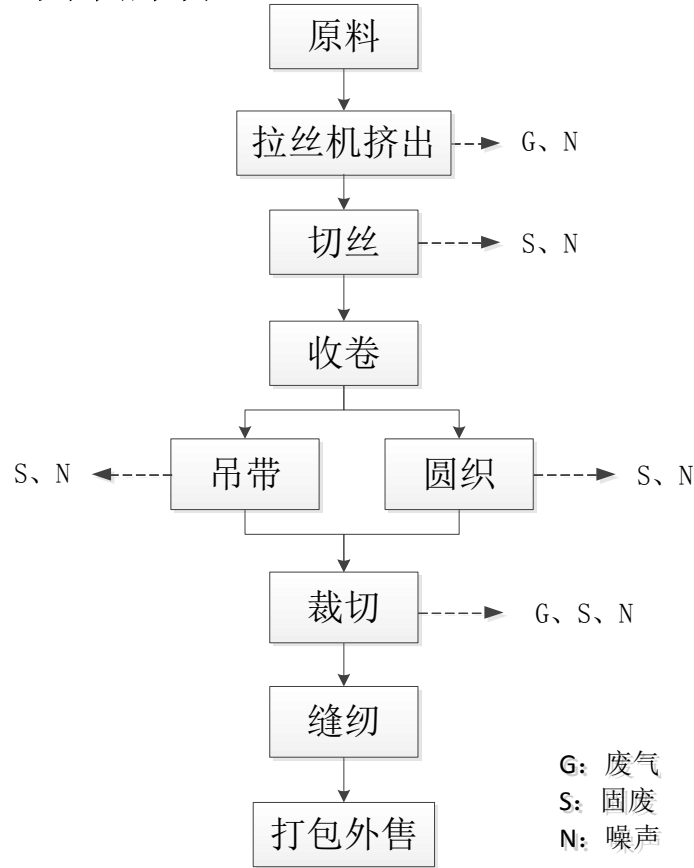 原料
拉丝机挤出
G、N
切丝
S、N
收卷
S、N
吊带
圆织
S、N
裁切
G、S、N
缝纫
打包外售
G：废气
S：固废
N：噪声